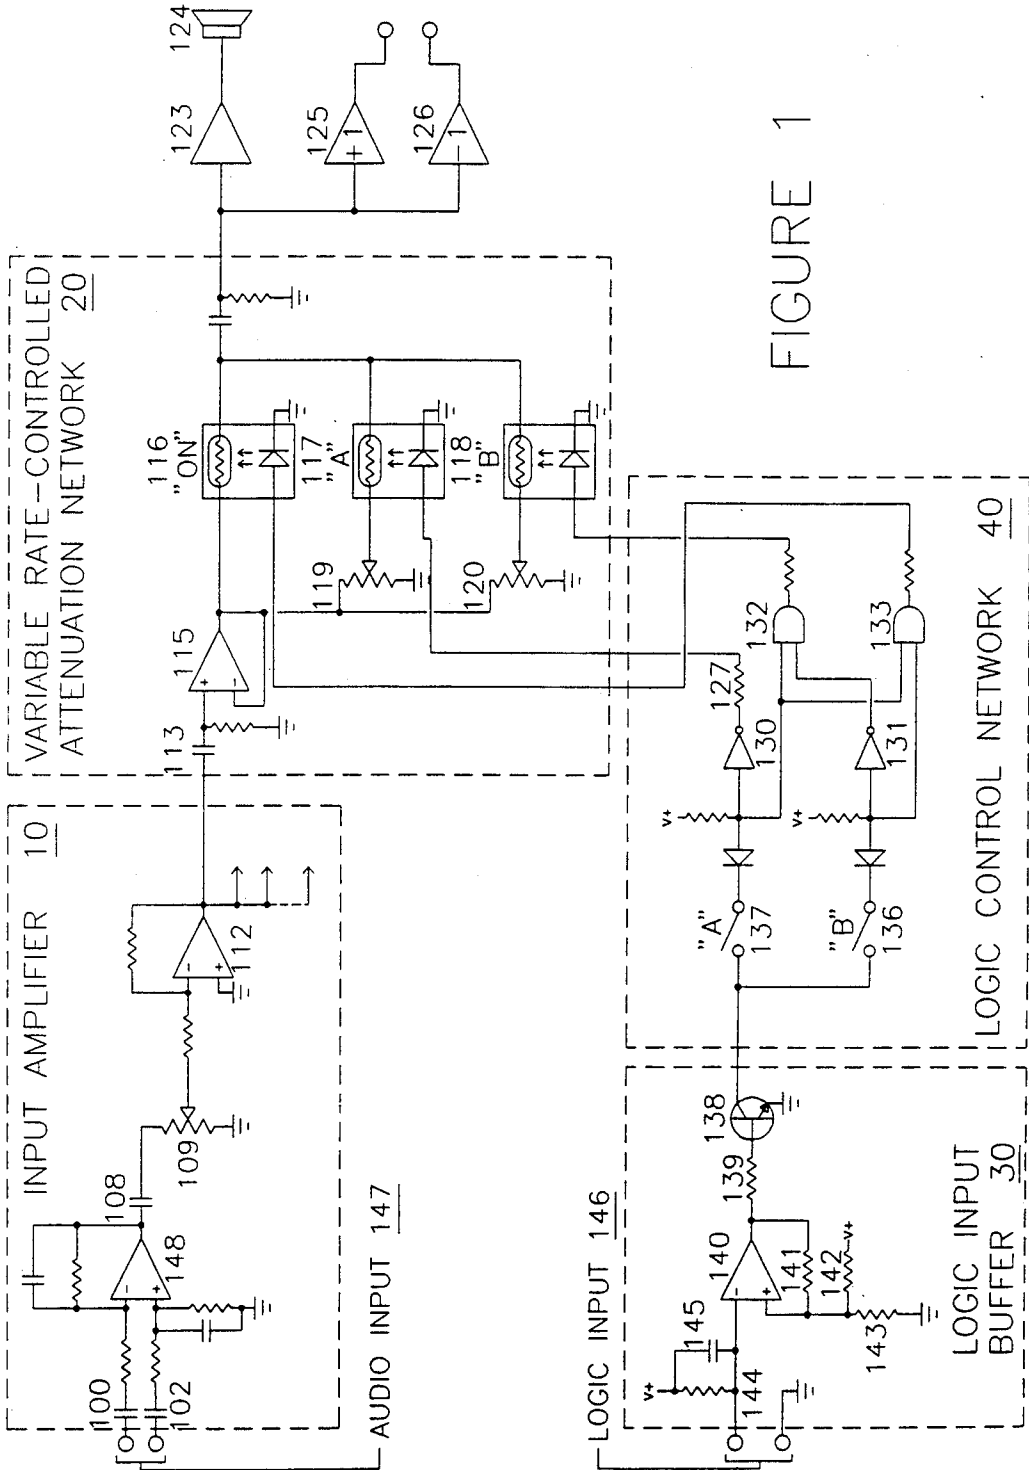 INPUT AMPLIFIER 10
100
102
148
108
109
112
+
-
AUDIO INPUT 147
VARIABLE RATE-CONTROLLED
ATTENUATION NETWORK 20
113
115
+
-
116
"ON"
117
"A"
118
"B"
119
120
123
124
125
+1
126
-1
LOGIC INPUT 146
LOGIC INPUT
BUFFER 30
V+
144
145
140
-
+
141
142
V+
143
139
138
LOGIC CONTROL NETWORK 40
"A"
137
"B"
136
V+
V+
130
131
127
132
133
FIGURE 1